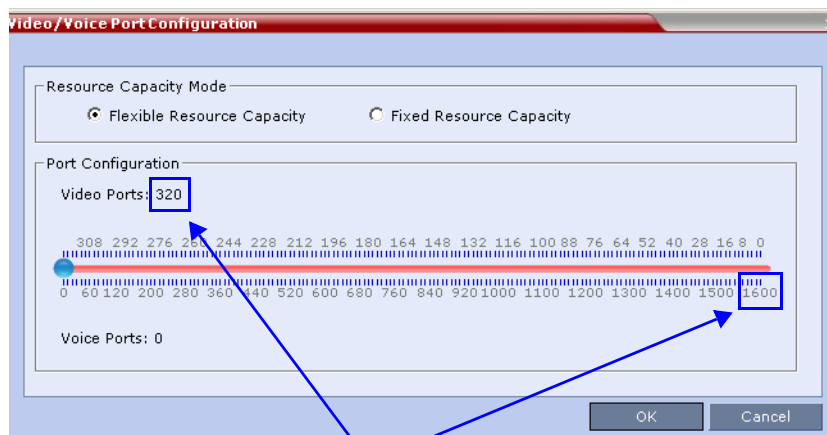 Video/Voice Port Configuration
Resource Capacity Mode
Flexible Resource Capacity Fixed Resource Capacity
Port Configuration
Video Ports: 320
308 292 276 260 244 228 212 196 180 164 148 132 116 100 88 76 64 52 40 28 16 8 0
0 60 120 200 280 360 440 520 600 680 760 840 920 1000 1100 1200 1300 1400 1500 1600
Voice Ports: 0
OK Cancel